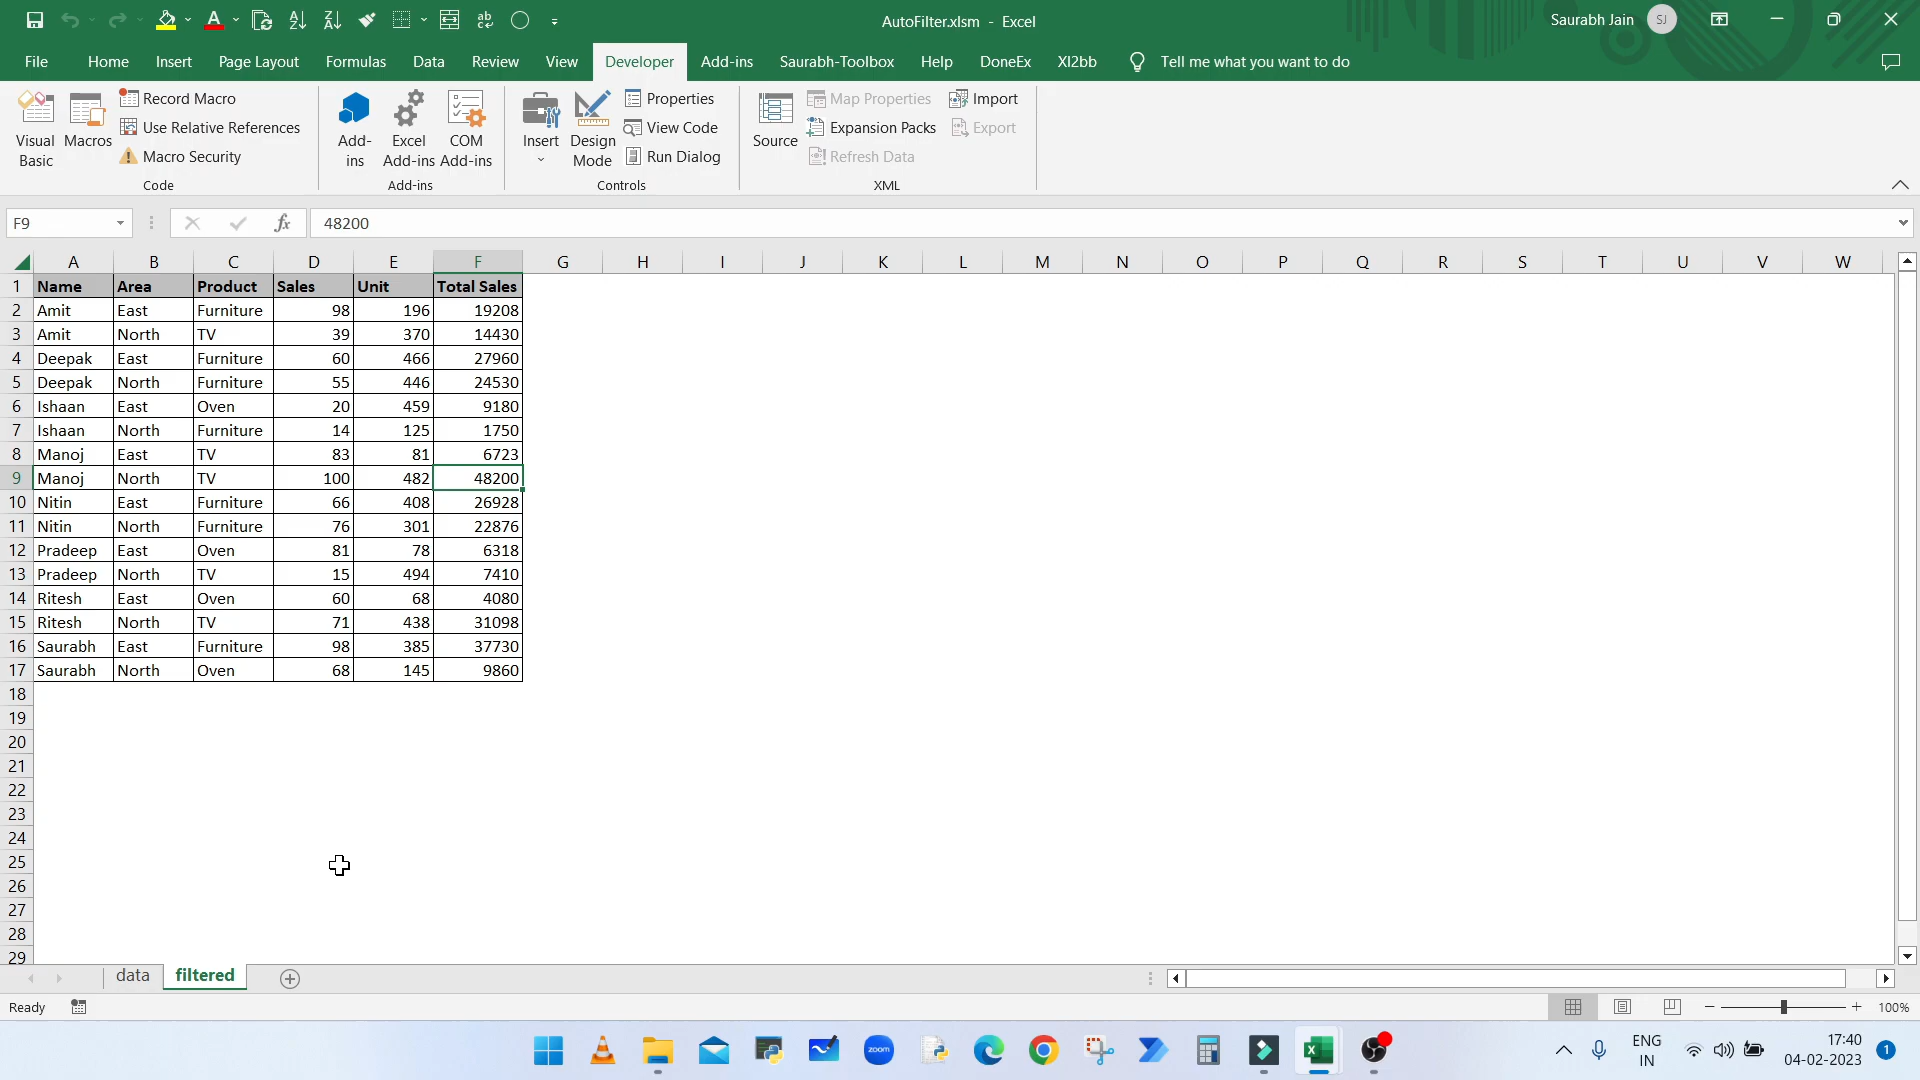 AutoFilter.xlsm - Excel
Saurabh Jain SJ
File Home Insert Page Layout Formulas Data Review View Developer Add-ins Saurabh-Toolbox Help DoneEx Xl2bb Tell me what you want to do
Visual Basic
Macros
Record Macro
Use Relative References
Macro Security
Code
Add-ins
Excel Add-ins
COM Add-ins
Add-ins
Insert
Design Mode
Properties
View Code
Run Dialog
Controls
Source
Map Properties
Expansion Packs
Refresh Data
Import
Export
XML
F9 fx 48200
A B C D E F G H I J K L M N O P Q R S T U V W
1 Name Area Product Sales Unit Total Sales
2 Amit East Furniture 98 196 19208
3 Amit North TV 39 370 14430
4 Deepak East Furniture 60 466 27960
5 Deepak North Furniture 55 446 24530
6 Ishaan East Oven 20 459 9180
7 Ishaan North Furniture 14 125 1750
8 Manoj East TV 83 81 6723
9 Manoj North TV 100 482 48200
10 Nitin East Furniture 66 408 26928
11 Nitin North Furniture 76 301 22876
12 Pradeep East Oven 81 78 6318
13 Pradeep North TV 15 494 7410
14 Ritesh East Oven 60 68 4080
15 Ritesh North TV 71 438 31098
16 Saurabh East Furniture 98 385 37730
17 Saurabh North Oven 68 145 9860
18
19
20
21
22
23
24
25
26
27
28
29
data filtered
Ready 100%
zoom
ENG
IN
17:40
04-02-2023
1